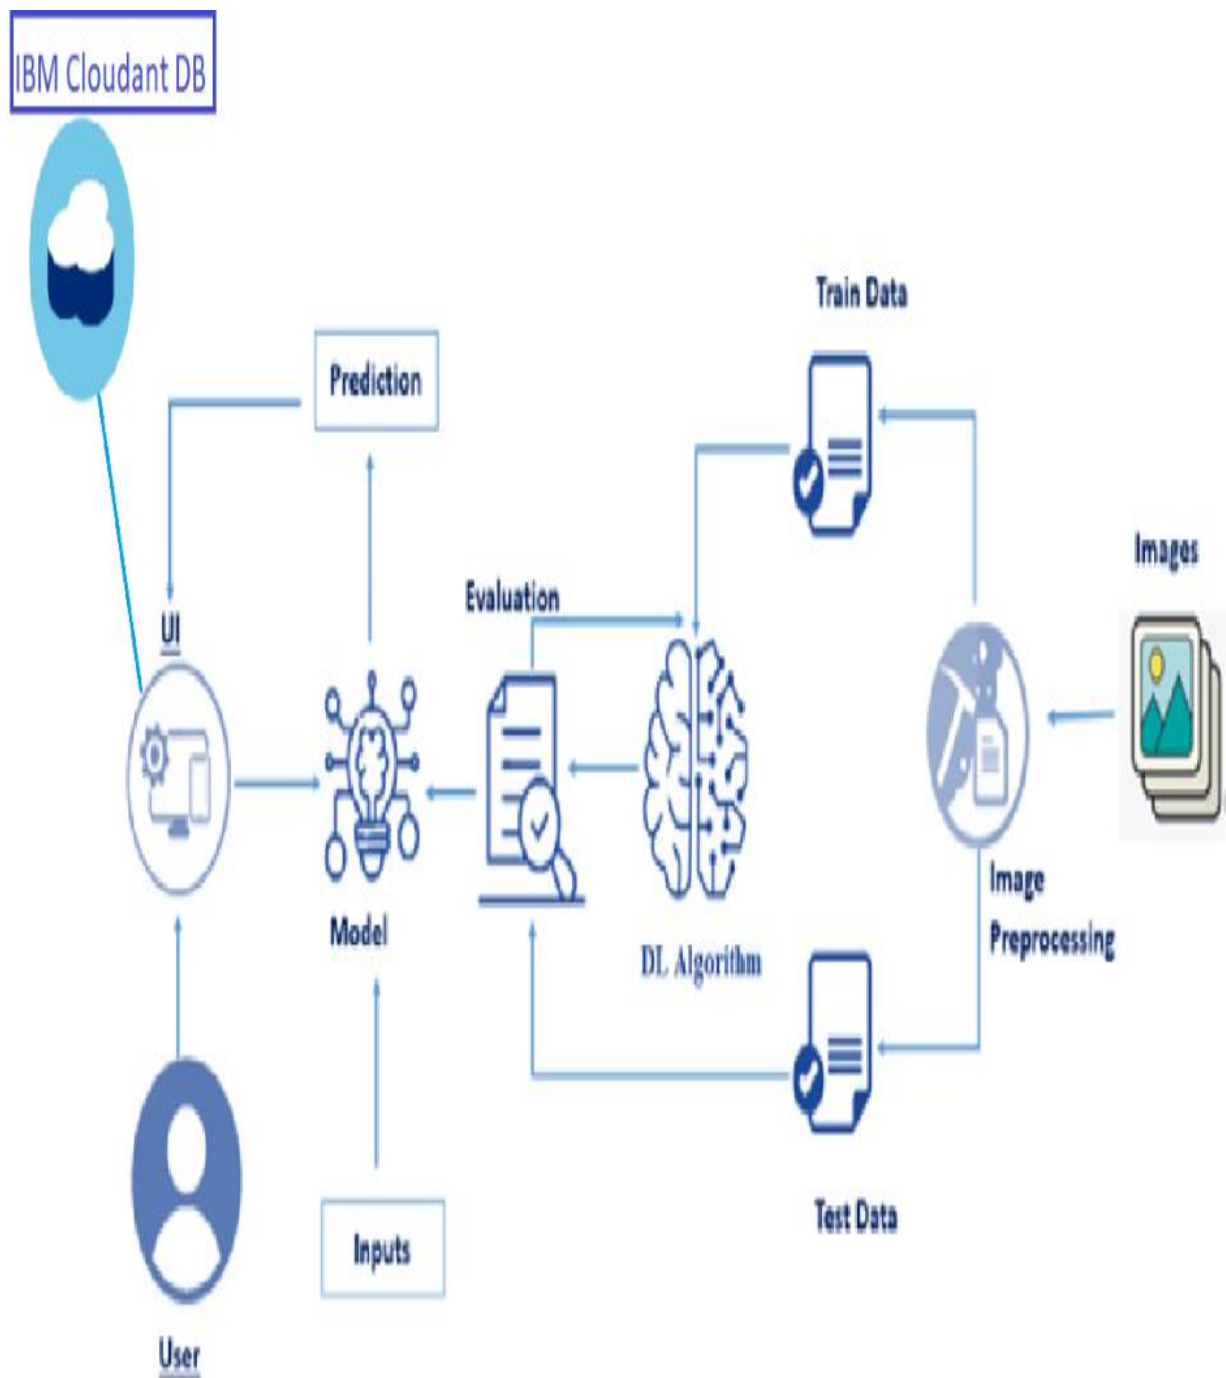 IBM Cloudant DB
Train Data
Prediction
Images
Evaluation
UI
Image
Preprocessing
Model
DL Algorithm
Test Data
Inputs
User